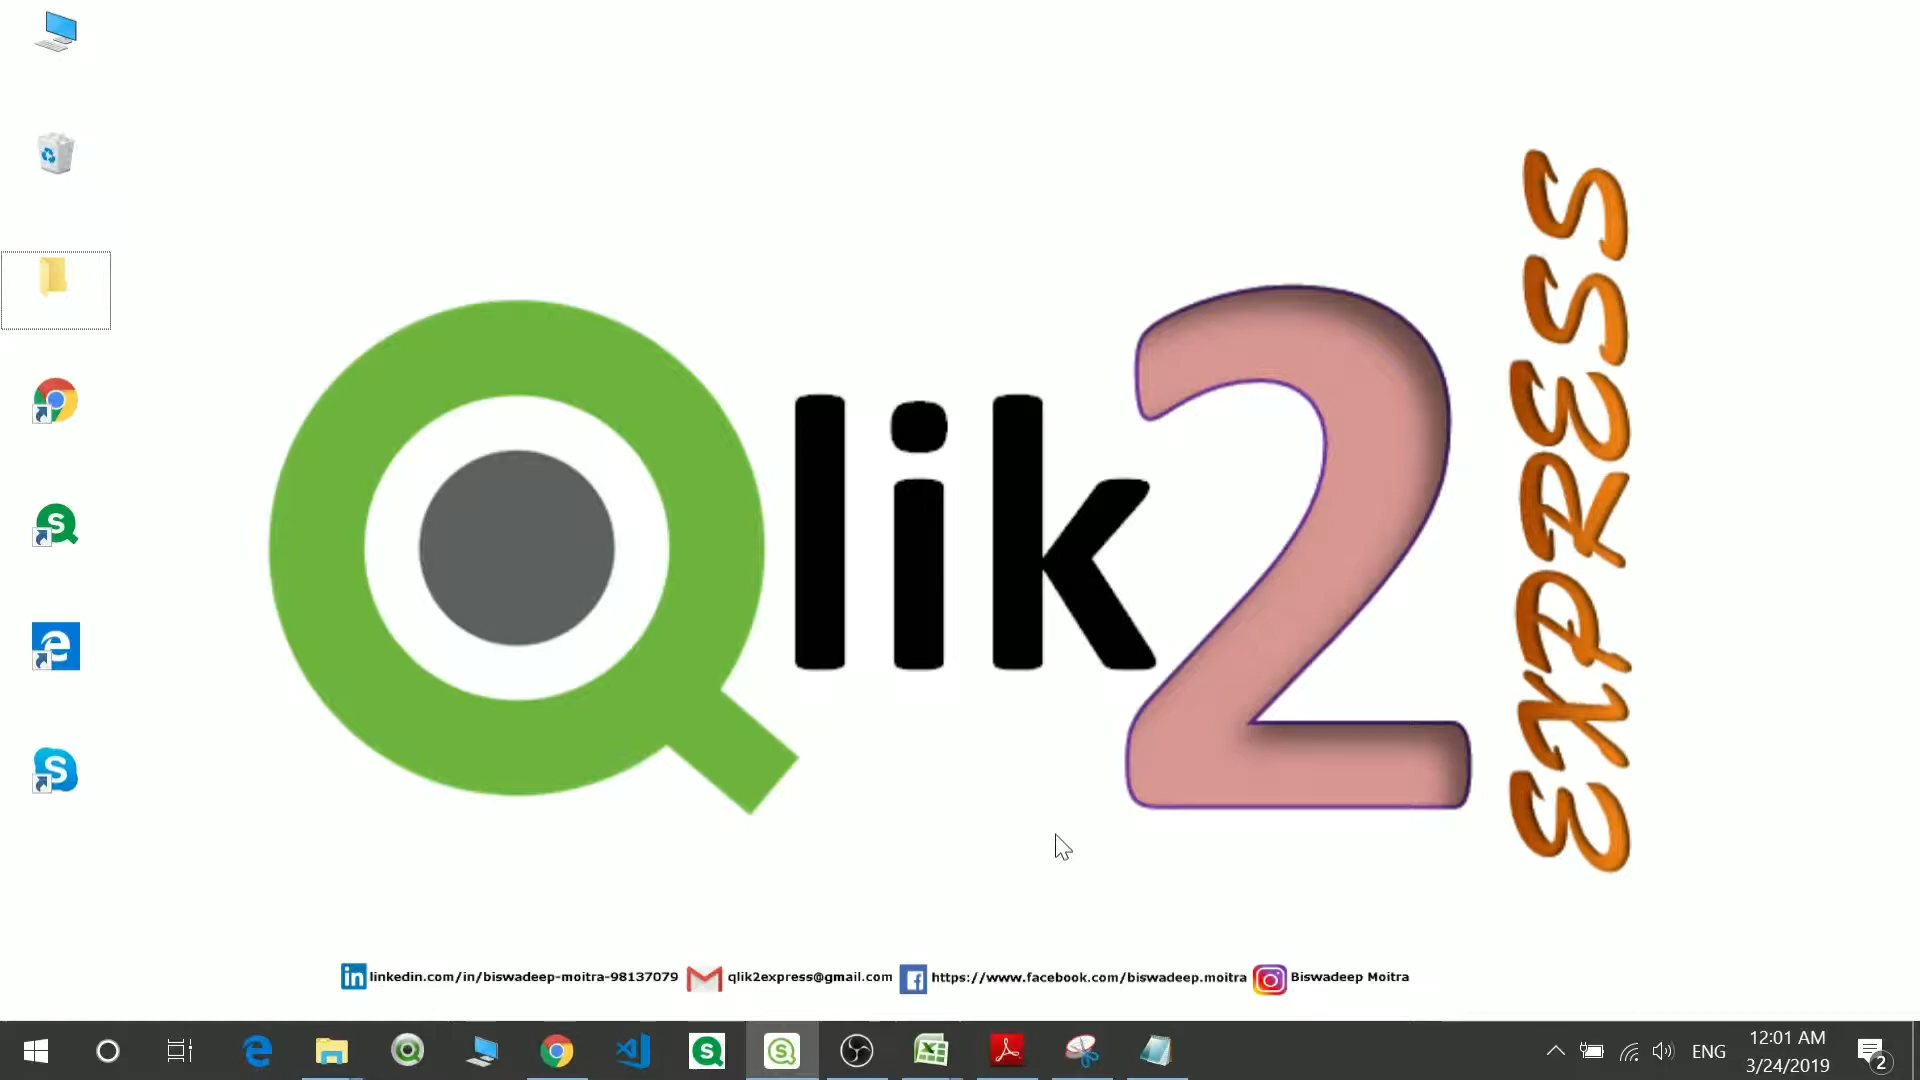 Qlik2
EXPRESS
linkedin.com/in/biswadeep-moitra-98137079 qlik2express@gmail.com https://www.facebook.com/biswadeep.moitra Biswadeep Moitra
ENG
12:01 AM
3/24/2019
2